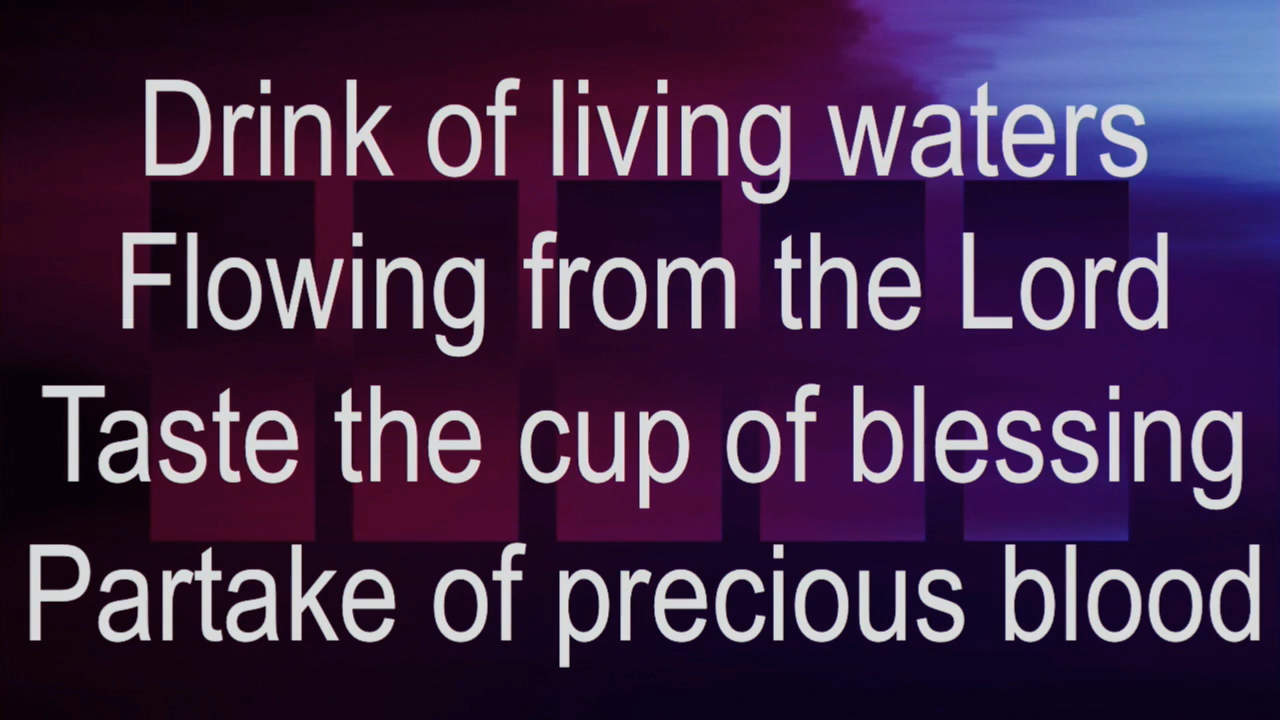 Drink of living waters
Flowing from the Lord
Taste the cup of blessing
Partake of precious blood